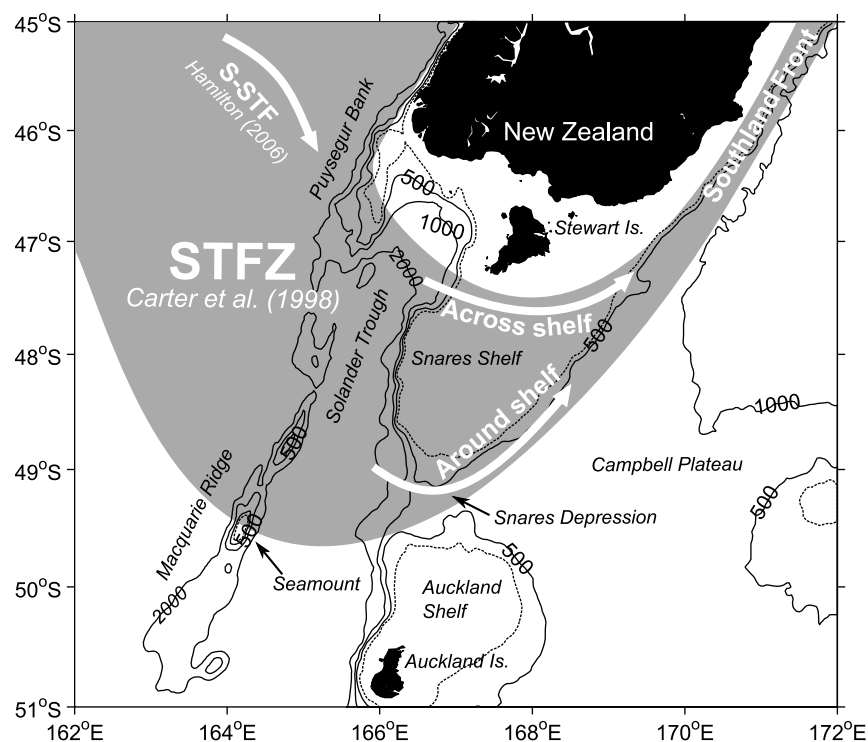 45°S
46°S
47°S
48°S
49°S
50°S
51°S
162°E
164°E
166°E
168°E
170°E
172°E
S-STF
Hamilton (2006)
Puysegur Bank
New Zealand
Southland Front
500
1000
2000
Stewart Is.
STFZ
Carter et al. (1998)
Across shelf
500
Solander Trough
Snares Shelf
Around shelf
1000
500
Macquarie Ridge
Campbell Plateau
500
500
Snares Depression
500
Seamount
2000
Auckland
Shelf
Auckland Is.